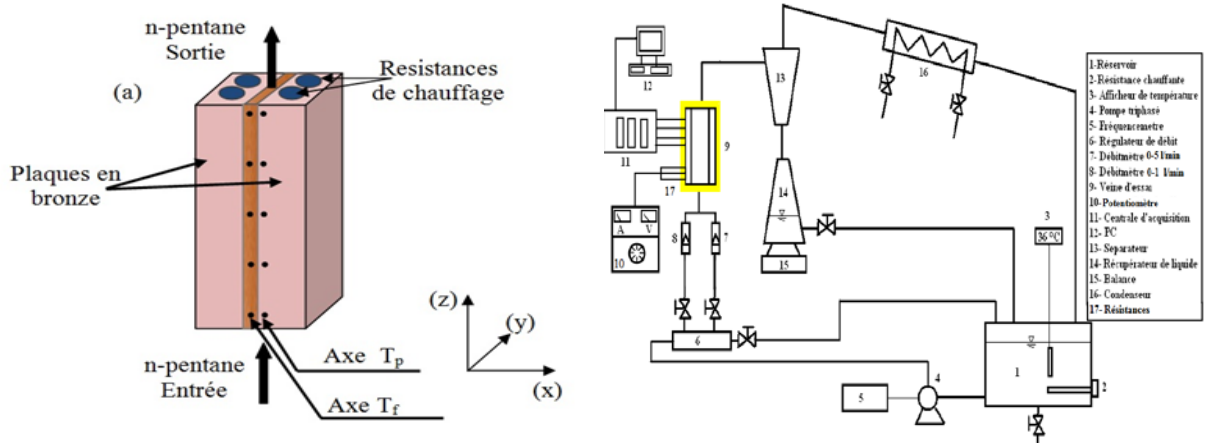 n-pentane
Sortie
(a)
Resistances
de chauffage
Plaques en
bronze
(z)
(y)
(x)
n-pentane
Entrée
Axe Tp
Axe Tf
12
11
17
9
A V
10
8
7
6
13
14
15
16
3
36 °C
1
2
4
5
1-Réservoir
2-Résistance chauffante
3- Afficheur de température
4- Pompe triphasé
5- Fréquencemetre
6- Régulateur de débit
7- Débitmètre 0-5 l/min
8- Débitmètre 0-1 l/min
9- Veine d'essai
10-Potentiomètre
11- Centrale d'acquisition
12- PC
13- Separateur
14- Récupérateur de liquide
15- Balance
16- Condenseur
17- Résistances